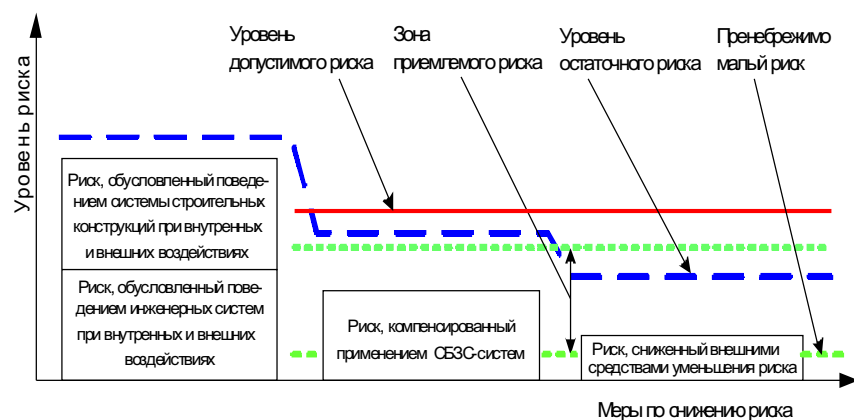 Уровень
допустимого риска
Зона
приемлемого риска
Уровень
остаточного риска
Пренебрежимо
малый риск
Уровень риска
Риск, обусловленный поведе-
нием системы строительных
конструкций при внутренных
и внешних воздействиях
Риск, обусловленный пове-
дением инженерных систем
при внутренных и внешних
воздействиях
Риск, компенсированный
применением СБЗС-систем
Риск, сниженный внешними
средствами уменьшения риска
Меры по снижению риска